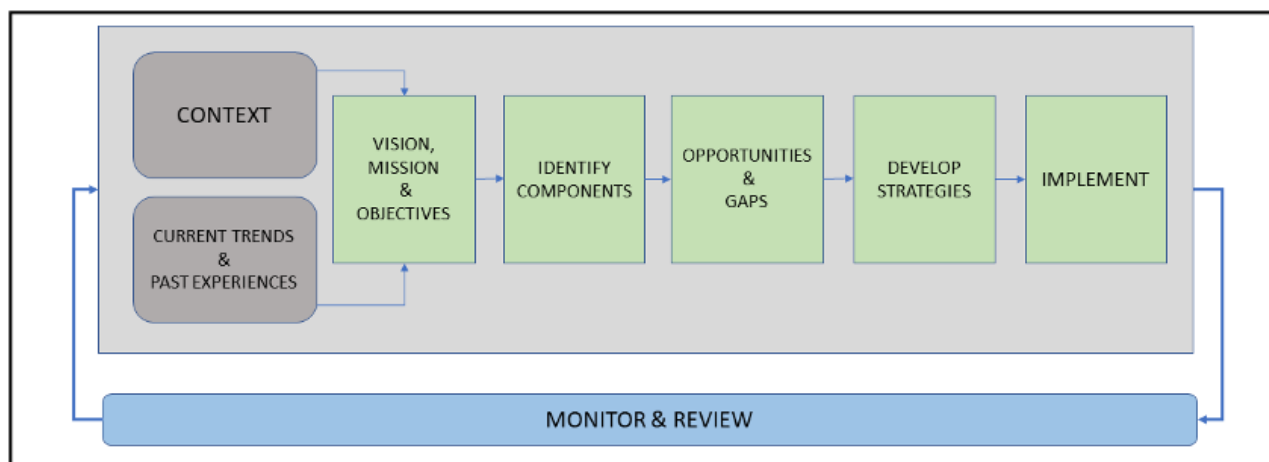 CONTEXT
CURRENT TRENDS
&
PAST EXPERIENCES
VISION,
MISSION
&
OBJECTIVES
IDENTIFY
COMPONENTS
OPPORTUNITIES
&
GAPS
DEVELOP
STRATEGIES
IMPLEMENT
MONITOR & REVIEW